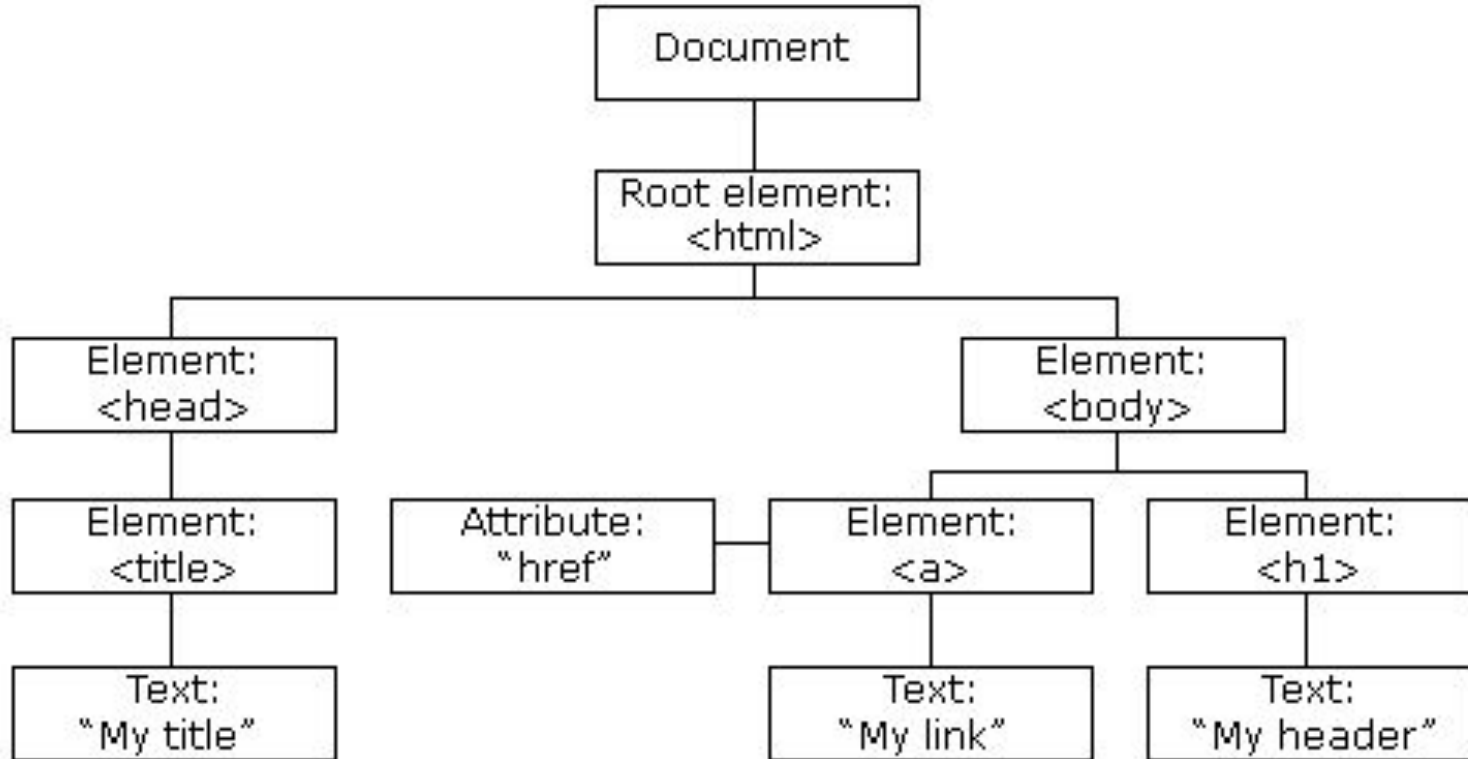 Document
Root element:
<html>
Element:
<head>
Element:
<body>
Element:
<title>
Attribute:
“href”
Element:
<a>
Element:
<h1>
Text:
“My title”
Text:
“My link”
Text:
“My header”